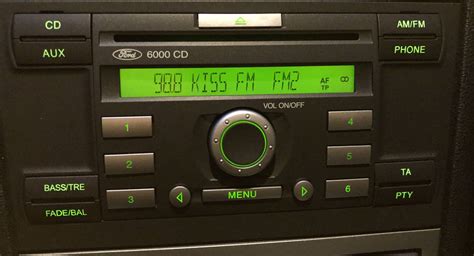 CD
AUX
Ford 6000 CD
AM/FM
PHONE
98.8 KISS FM FM2
AF
TP
CD
VOL ON/OFF
1
2
3
4
5
6
BASS/TRE
FADE/BAL
MENU
TA
PTY